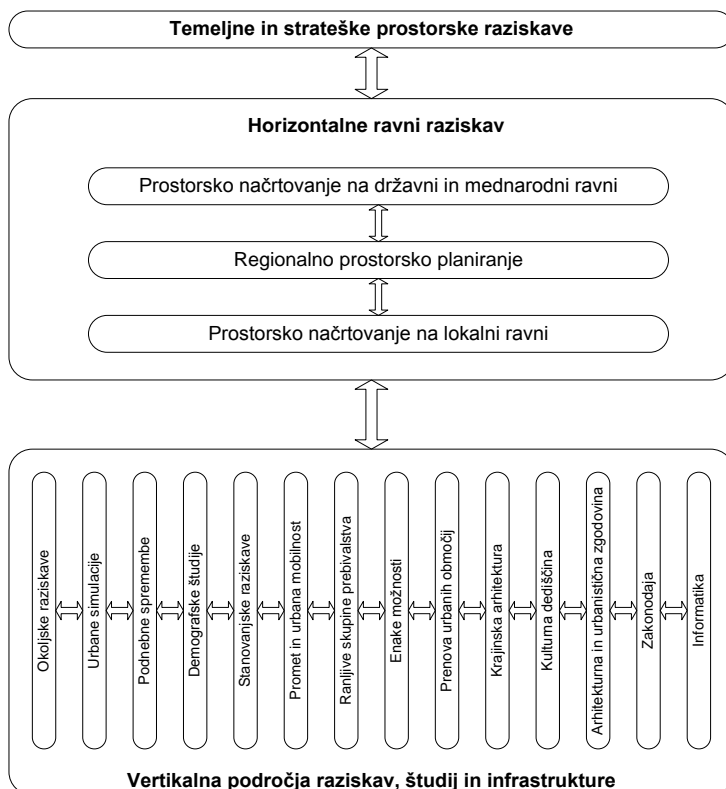 Temeljne in strateške prostorske raziskave
Horizontalne ravni raziskav
Prostorsko načrtovanje na državni in mednarodni ravni
Regionalno prostorsko planiranje
Prostorsko načrtovanje na lokalni ravni
Okoljske raziskave
Urbane simulacije
Podnebne spremembe
Demografske študije
Stanovanjske raziskave
Promet in urbana mobilnost
Ranljive skupine prebivalstva
Enake možnosti
Prenova urbanih območij
Krajinska arhitektura
Kulturna dediščina
Arhitekturna in urbanistična zgodovina
Zakonodaja
Informatika
Vertikalna področja raziskav, študij in infrastrukture